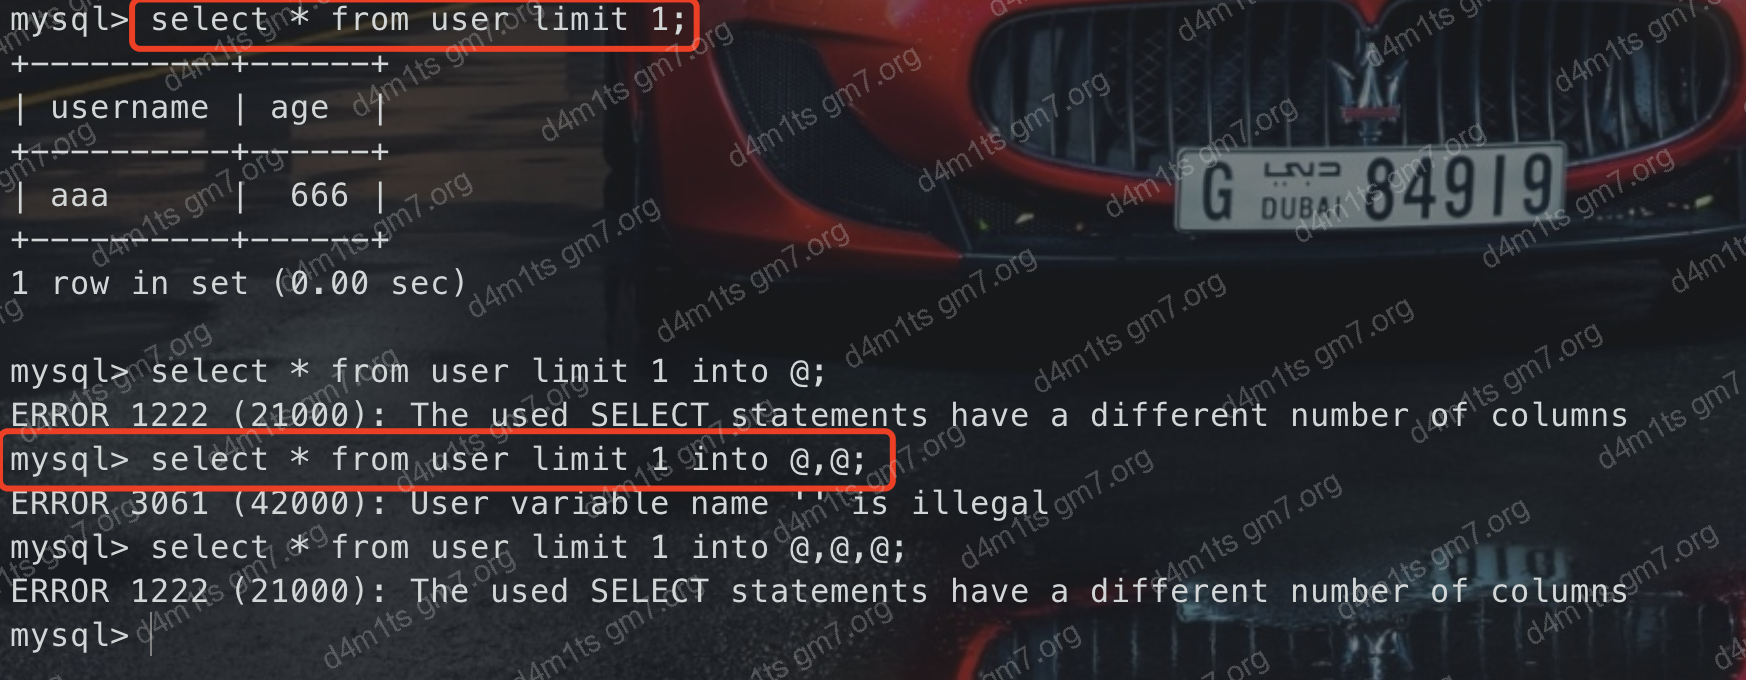 mysql> select * from user limit 1;
+----------+------+
| username | age  |
+----------+------+
| aaa      |  666 |
+----------+------+
1 row in set (0.00 sec)
mysql> select * from user limit 1 into @;
ERROR 1222 (21000): The used SELECT statements have a different number of columns
mysql> select * from user limit 1 into @,@;
ERROR 3061 (42000): User variable name '' is illegal
mysql> select * from user limit 1 into @,@,@;
ERROR 1222 (21000): The used SELECT statements have a different number of columns
mysql>
G دبي DUBAI 84919
d4m1ts gm7.org